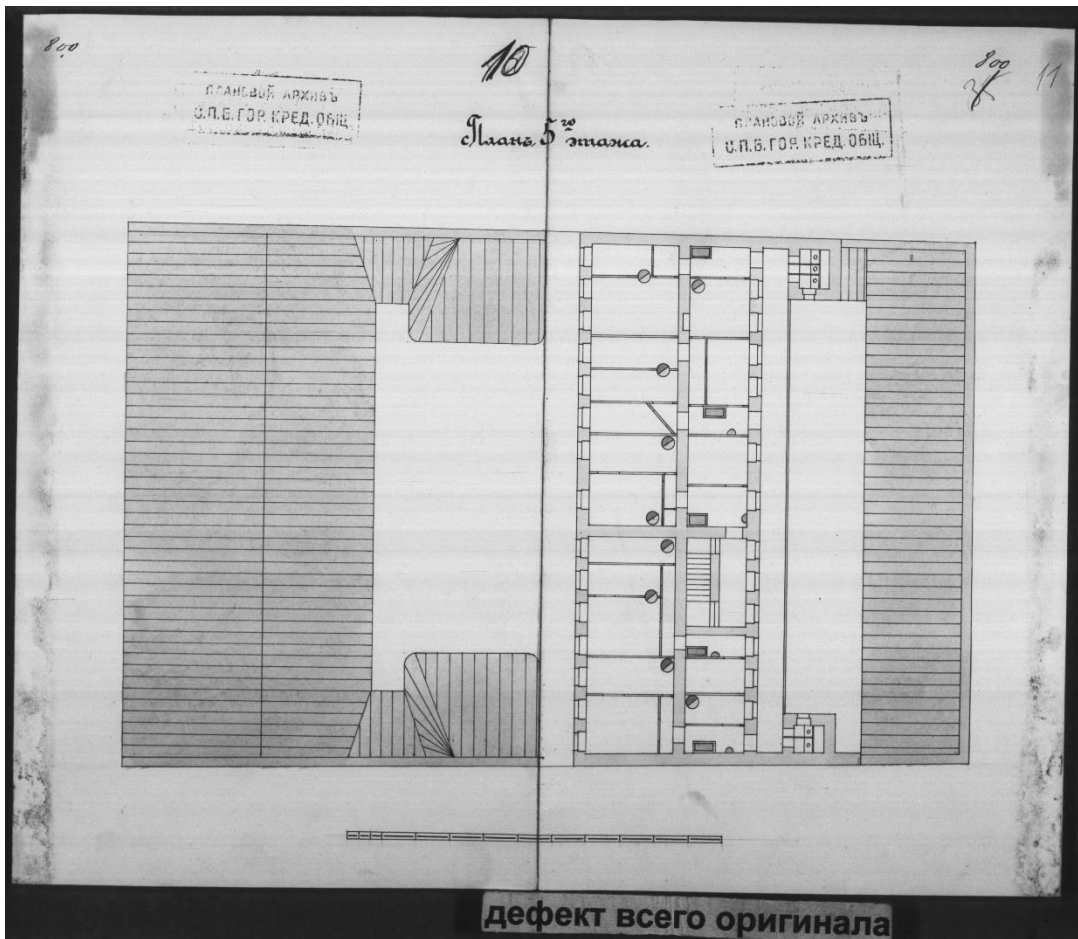 800
10
800
11
ПЛАНОВОЙ АРХИВЪ
С.П.Б. ГОР. КРЕД. ОБЩ.
ПЛАНОВОЙ АРХИВЪ
С.П.Б. ГОР. КРЕД. ОБЩ.
Планъ 5го этажа.
дефект всего оригинала